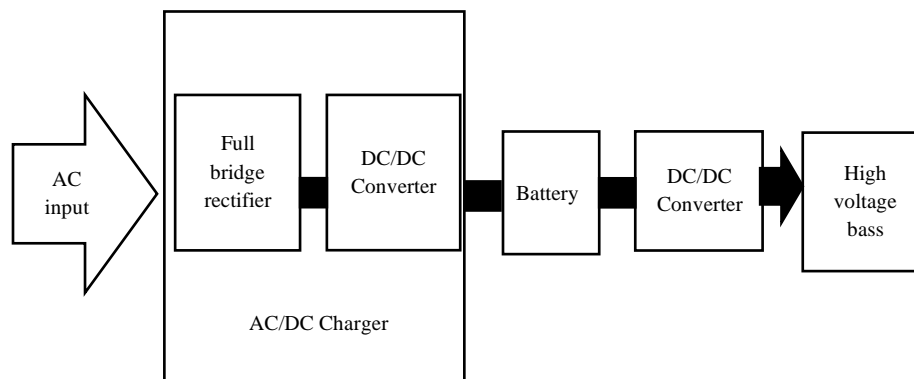 AC
input
Full
bridge
rectifier
DC/DC
Converter
AC/DC Charger
Battery
DC/DC
Converter
High
voltage
bass